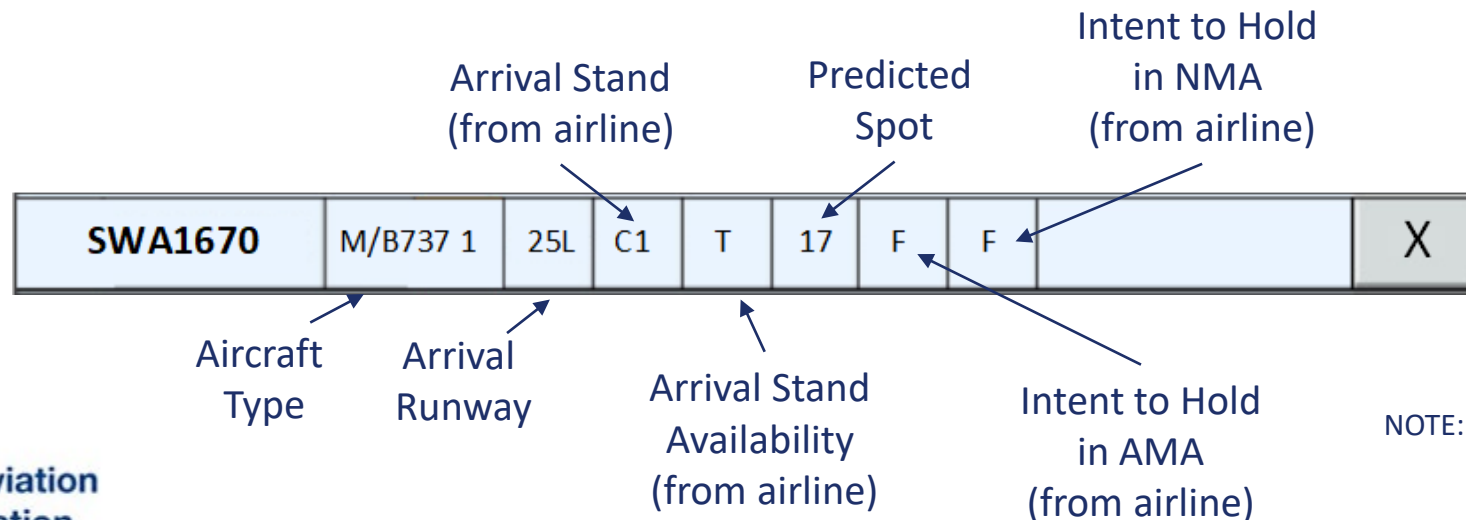 Intent to Hold
in NMA
(from airline)
Arrival Stand
(from airline)
Predicted
Spot
SWA1670 M/B737 1 25L C1 T 17 F F X
Aircraft
Type
Arrival
Runway
Arrival Stand
Availability
(from airline)
Intent to Hold
in AMA
(from airline)
NOTE: